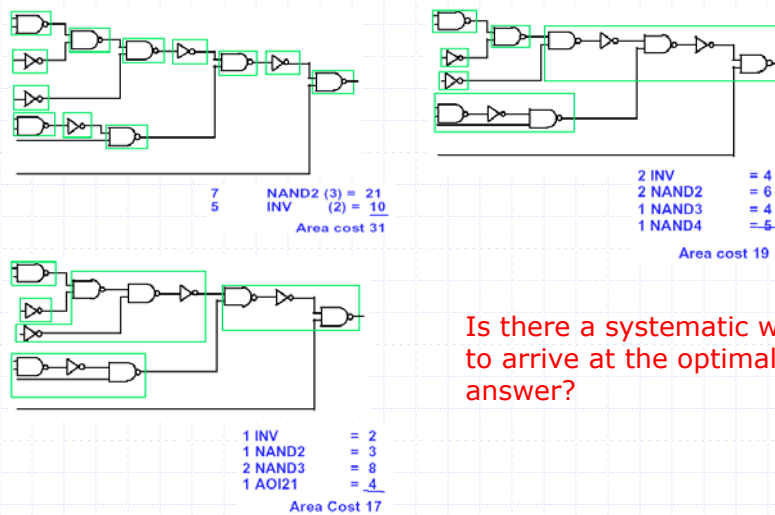 7 NAND2 (3) = 21
5 INV (2) = 10
Area cost 31
2 INV = 4
2 NAND2 = 6
1 NAND3 = 4
1 NAND4 = 5
Area cost 19
Is there a systematic
to arrive at the optimal
answer?
1 INV = 2
1 NAND2 = 3
2 NAND3 = 8
1 AOI21 = 4
Area Cost 17